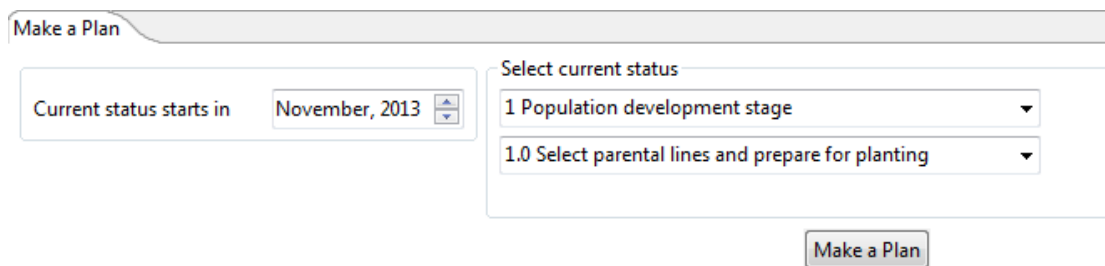 Make a Plan
Current status starts in
November, 2013
Select current status
1 Population development stage
1.0 Select parental lines and prepare for planting
Make a Plan